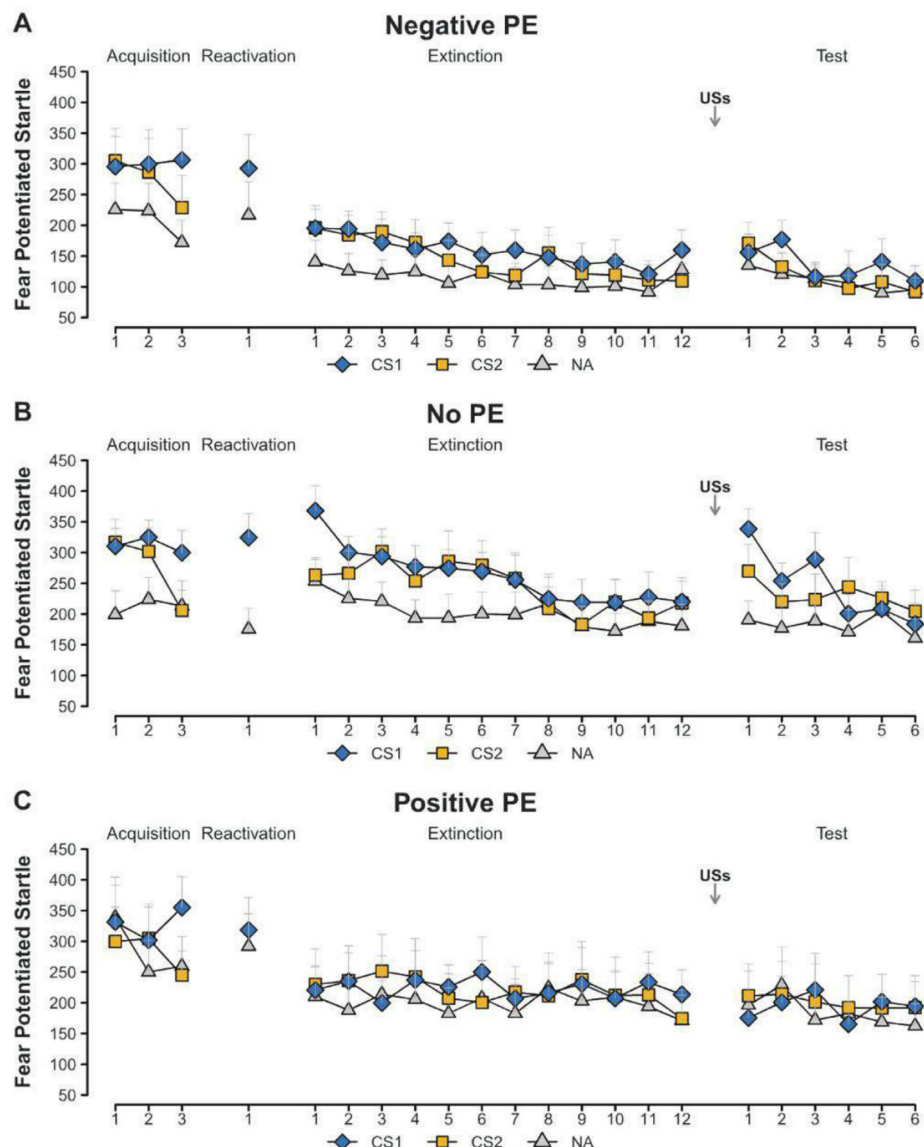 A
Negative PE
Acquisition Reactivation Extinction Test
Fear Potentiated Startle
450
400
350
300
250
200
150
100
50
USs
1 2 3 1 1 2 3 4 5 6 7 8 9 10 11 12 1 2 3 4 5 6
CS1 CS2 NA
B
No PE
Acquisition Reactivation Extinction Test
Fear Potentiated Startle
450
400
350
300
250
200
150
100
50
USs
1 2 3 1 1 2 3 4 5 6 7 8 9 10 11 12 1 2 3 4 5 6
CS1 CS2 NA
C
Positive PE
Acquisition Reactivation Extinction Test
Fear Potentiated Startle
450
400
350
300
250
200
150
100
50
USs
1 2 3 1 1 2 3 4 5 6 7 8 9 10 11 12 1 2 3 4 5 6
CS1 CS2 NA